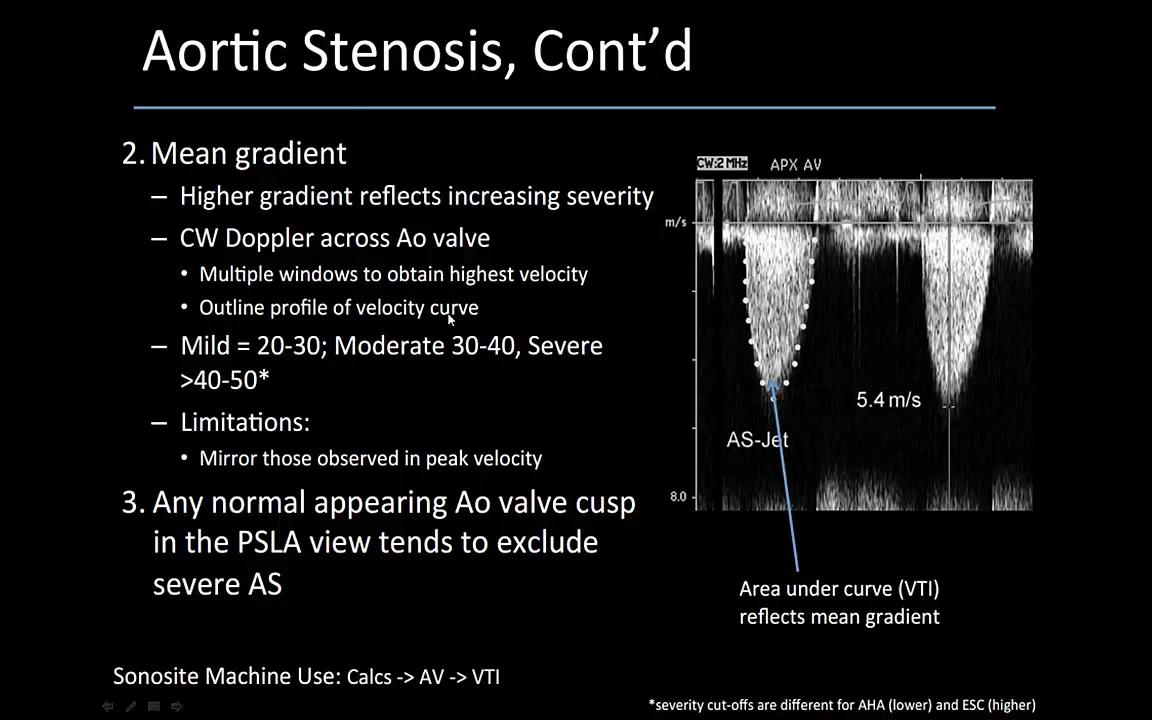 Aortic Stenosis, Cont’d
2. Mean gradient
– Higher gradient reflects increasing severity
– CW Doppler across Ao valve
• Multiple windows to obtain highest velocity
• Outline profile of velocity curve
– Mild = 20-30; Moderate 30-40, Severe
>40-50*
– Limitations:
• Mirror those observed in peak velocity
3. Any normal appearing Ao valve cusp
in the PSLA view tends to exclude
severe AS
CW:2 MHz APX AV
m/s
5.4 m/s
AS-Jet
8.0
Area under curve (VTI)
reflects mean gradient
Sonosite Machine Use: Calcs -> AV -> VTI
*severity cut-offs are different for AHA (lower) and ESC (higher)